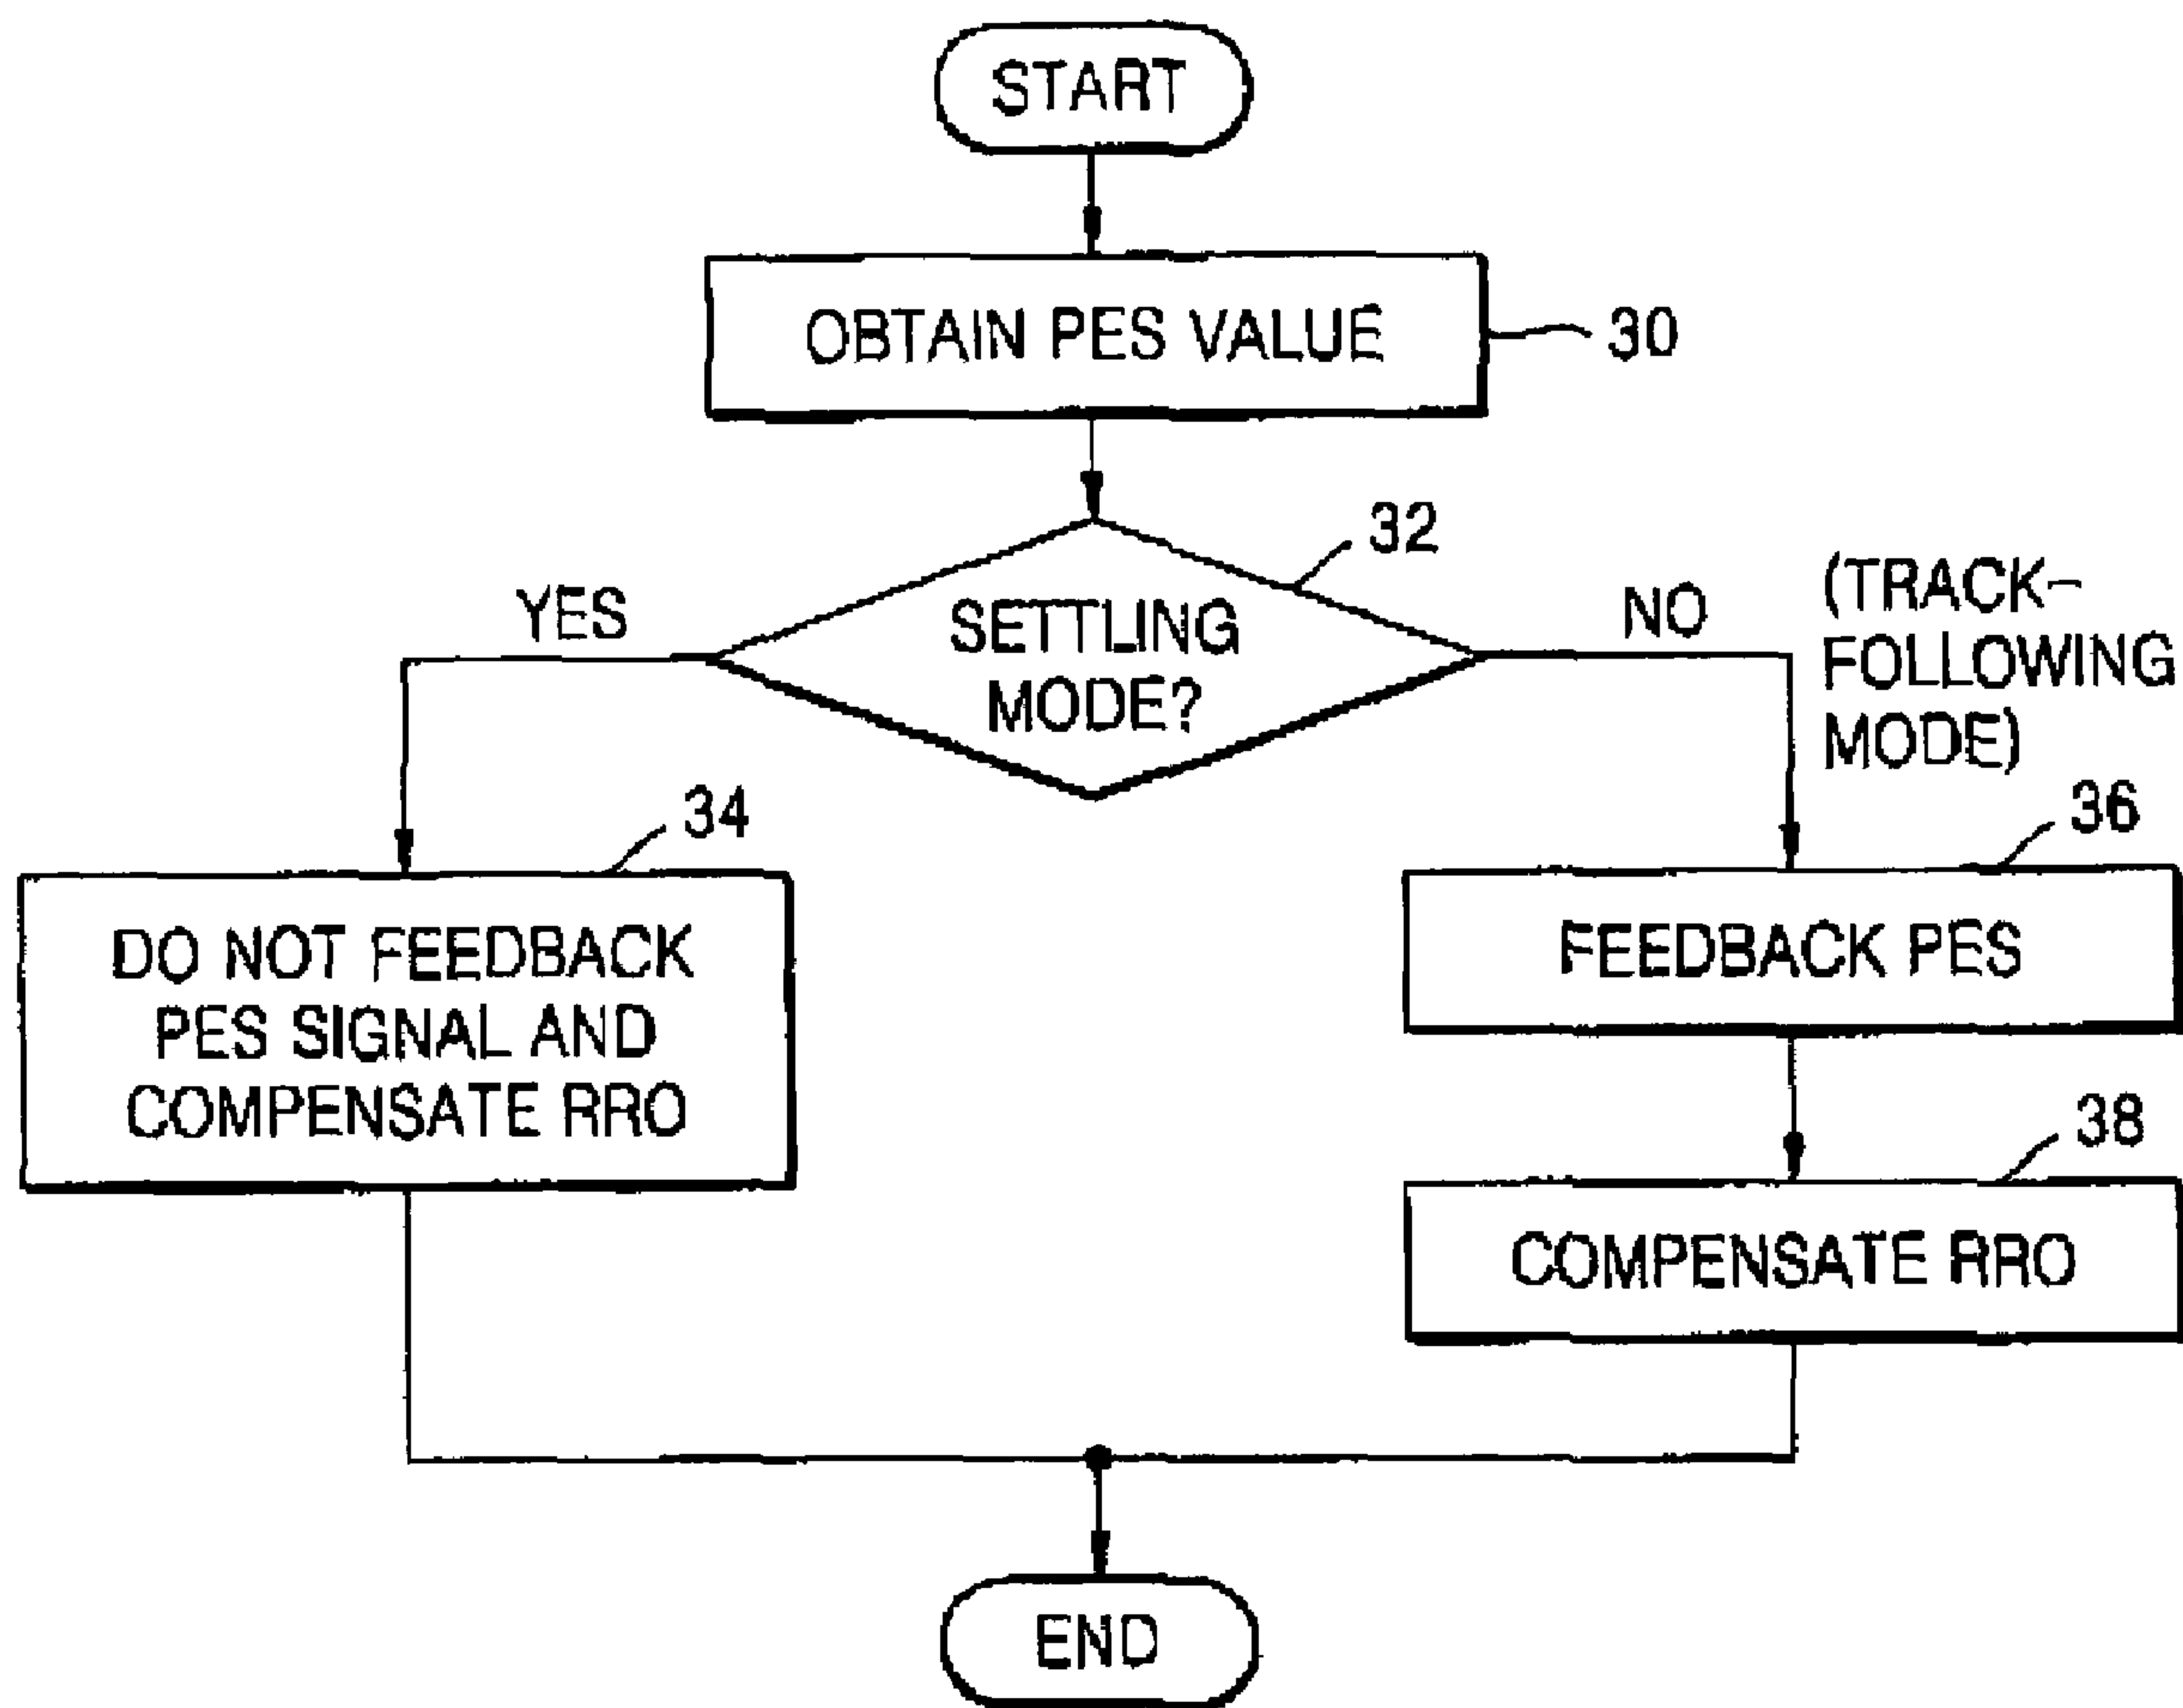 START
OBTAIN PES VALUE
30
32
YES
SETTLING
MODE?
NO
(TRACK-
FOLLOWING
MODE)
34
36
DO NOT FEEDBACK
PES SIGNAL AND
COMPENSATE RRO
FEEDBACK PES
38
COMPENSATE RRO
END